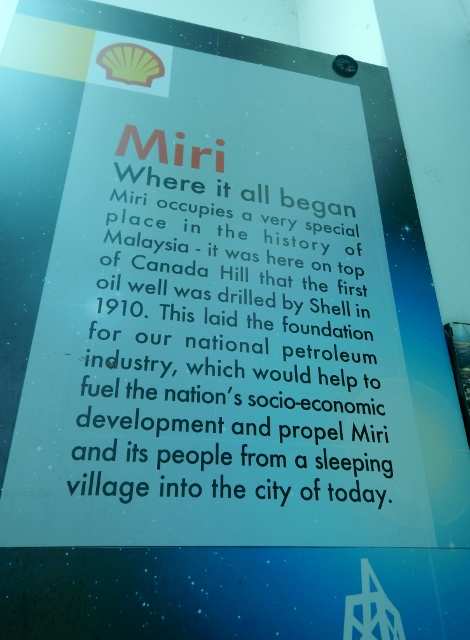 Miri
Where it all began
Miri occupies a very special
place in the history of
Malaysia - it was here on top
of Canada Hill that the first
oil well was drilled by Shell in
1910. This laid the foundation
for our national petroleum
industry, which would help to
fuel the nation's socio-economic
development and propel Miri
and its people from a sleeping
village into the city of today.